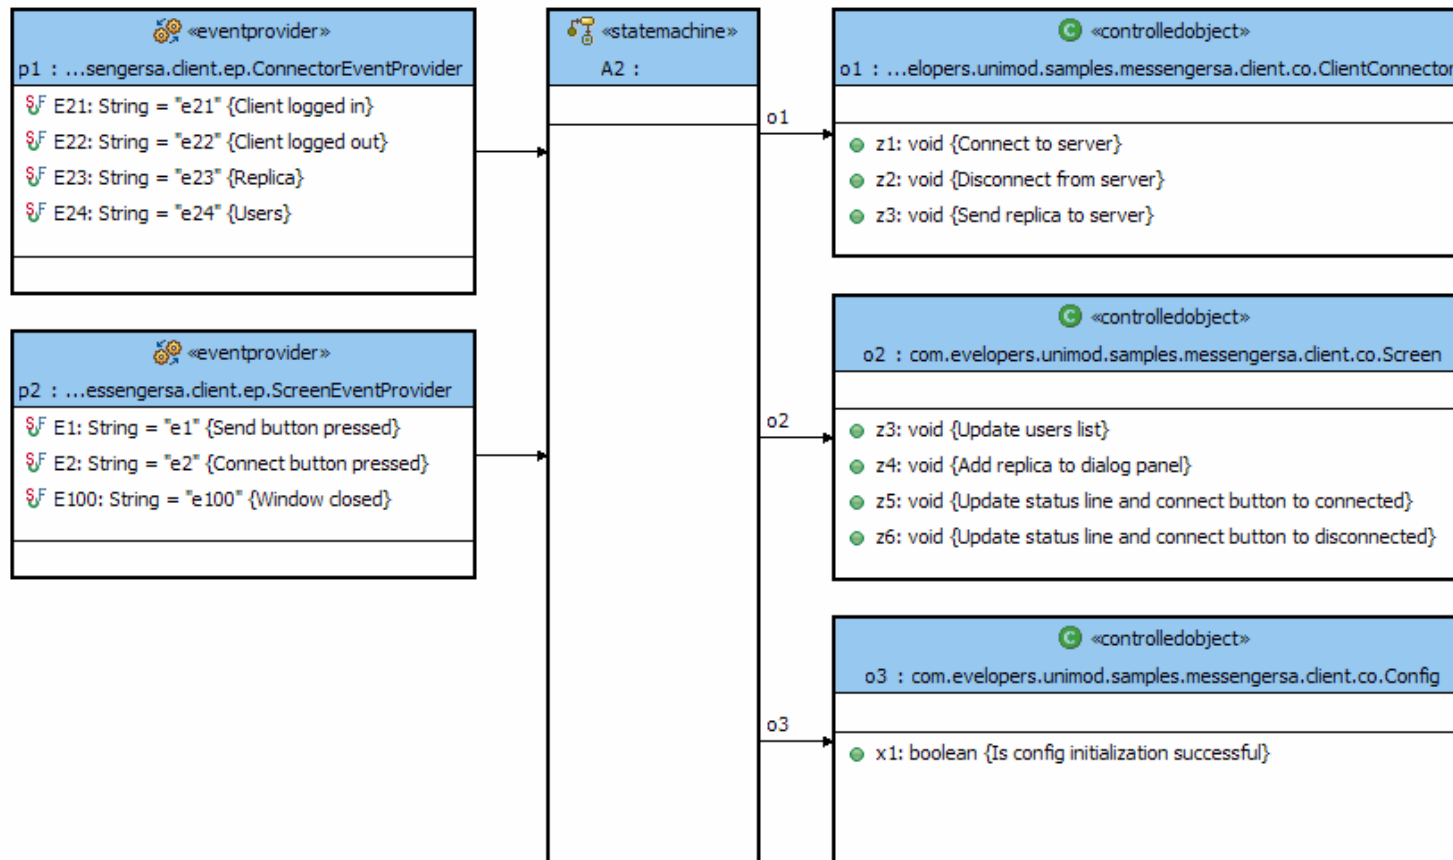 «eventprovider»
p1 : ...sengersa.client.ep.ConnectorEventProvider
E21: String = "e21" {Client logged in}
E22: String = "e22" {Client logged out}
E23: String = "e23" {Replica}
E24: String = "e24" {Users}
«eventprovider»
p2 : ...essengersa.client.ep.ScreenEventProvider
E1: String = "e1" {Send button pressed}
E2: String = "e2" {Connect button pressed}
E100: String = "e100" {Window closed}
«statemachine»
A2 :
o1
o2
o3
C «controlledobject»
o1 : ...elopers.unimod.samples.messengersa.client.co.ClientConnector
z1: void {Connect to server}
z2: void {Disconnect from server}
z3: void {Send replica to server}
C «controlledobject»
o2 : com.evelopers.unimod.samples.messengersa.client.co.Screen
z3: void {Update users list}
z4: void {Add replica to dialog panel}
z5: void {Update status line and connect button to connected}
z6: void {Update status line and connect button to disconnected}
C «controlledobject»
o3 : com.evelopers.unimod.samples.messengersa.client.co.Config
x1: boolean {Is config initialization successful}